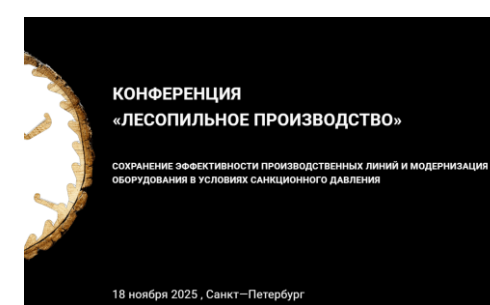 КОНФЕРЕНЦИЯ
«ЛЕСОПИЛЬНОЕ ПРОИЗВОДСТВО»
СОХРАНЕНИЕ ЭФФЕКТИВНОСТИ ПРОИЗВОДСТВЕННЫХ ЛИНИЙ И МОДЕРНИЗАЦИЯ
ОБОРУДОВАНИЯ В УСЛОВИЯХ САНКЦИОННОГО ДАВЛЕНИЯ
18 ноября 2025 , Санкт—Петербург